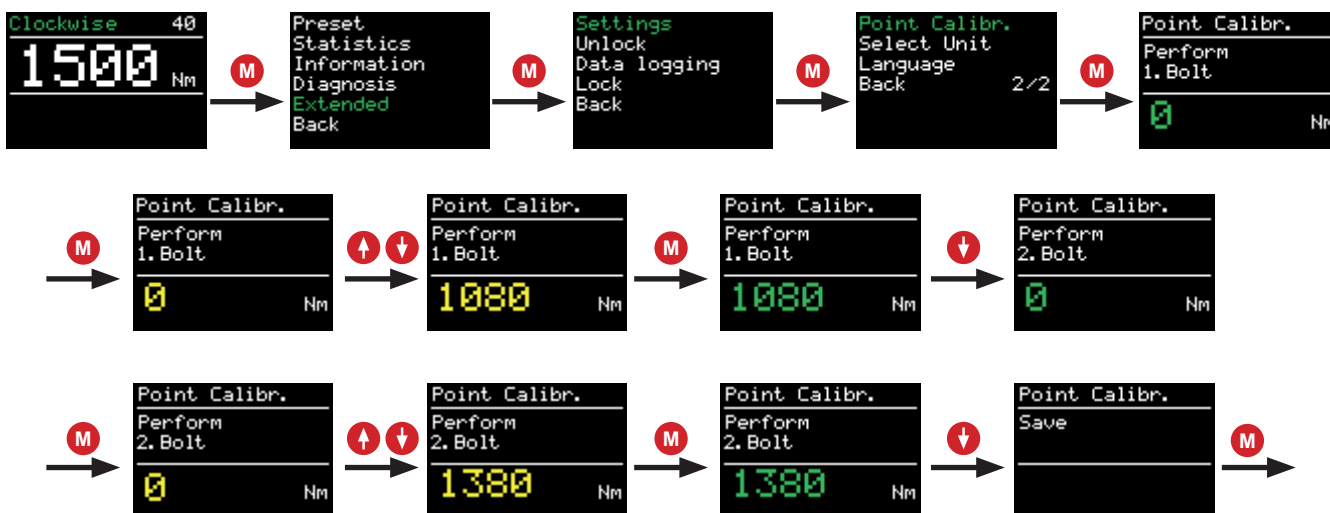 Clockwise 40
1500 Nm
M
Preset
Statistics
Information
Diagnosis
Extended
Back
M
Settings
Unlock
Data logging
Lock
Back
M
Point Calibr.
Select Unit
Language
Back 2/2
M
Point Calibr.
Perform
1.Bolt
0 Nm
M
Point Calibr.
Perform
1.Bolt
0 Nm
Point Calibr.
Perform
1.Bolt
1080 Nm
M
Point Calibr.
Perform
1.Bolt
1080 Nm
Point Calibr.
Perform
2.Bolt
0 Nm
M
Point Calibr.
Perform
2.Bolt
0 Nm
Point Calibr.
Perform
2.Bolt
1380 Nm
M
Point Calibr.
Perform
2.Bolt
1380 Nm
Point Calibr.
Save
M